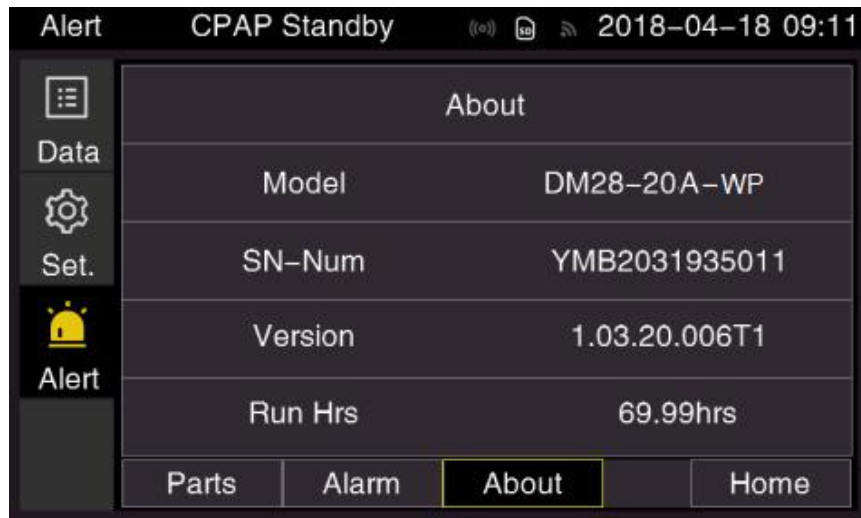 Alert CPAP Standby SD 2018-04-18 09:11
Data
Set.
Alert
About
Model DM28-20A-WP
SN-Num YMB2031935011
Version 1.03.20.006T1
Run Hrs 69.99hrs
Parts Alarm About Home